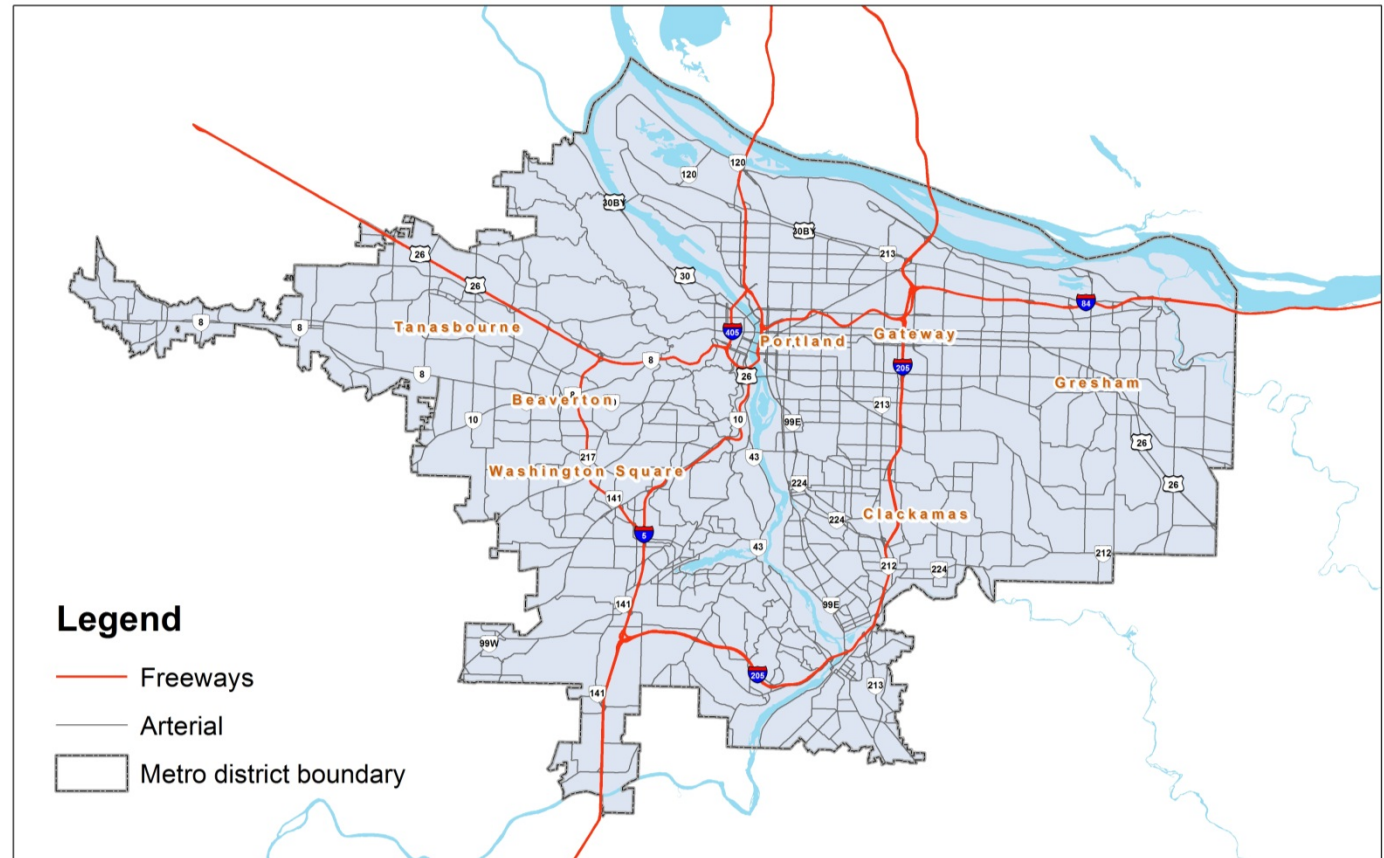 120
120
30BY
30BY
213
26
26
30
84
8
8
Tanasbourne
405
Portland
Gateway
8
205
8
26
Gresham
8
Beaverton
213
10
10
99E
26
217
43
Washington Square
26
141
224
224
Clackamas
5
43
212
212
224
141
99E
99W
205
213
141
Legend
Freeways
Arterial
Metro district boundary